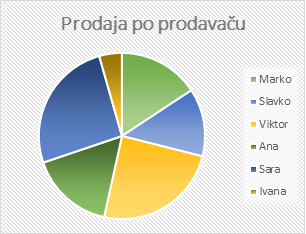 Prodaja po prodavaču
Marko
Slavko
Viktor
Ana
Sara
Ivana